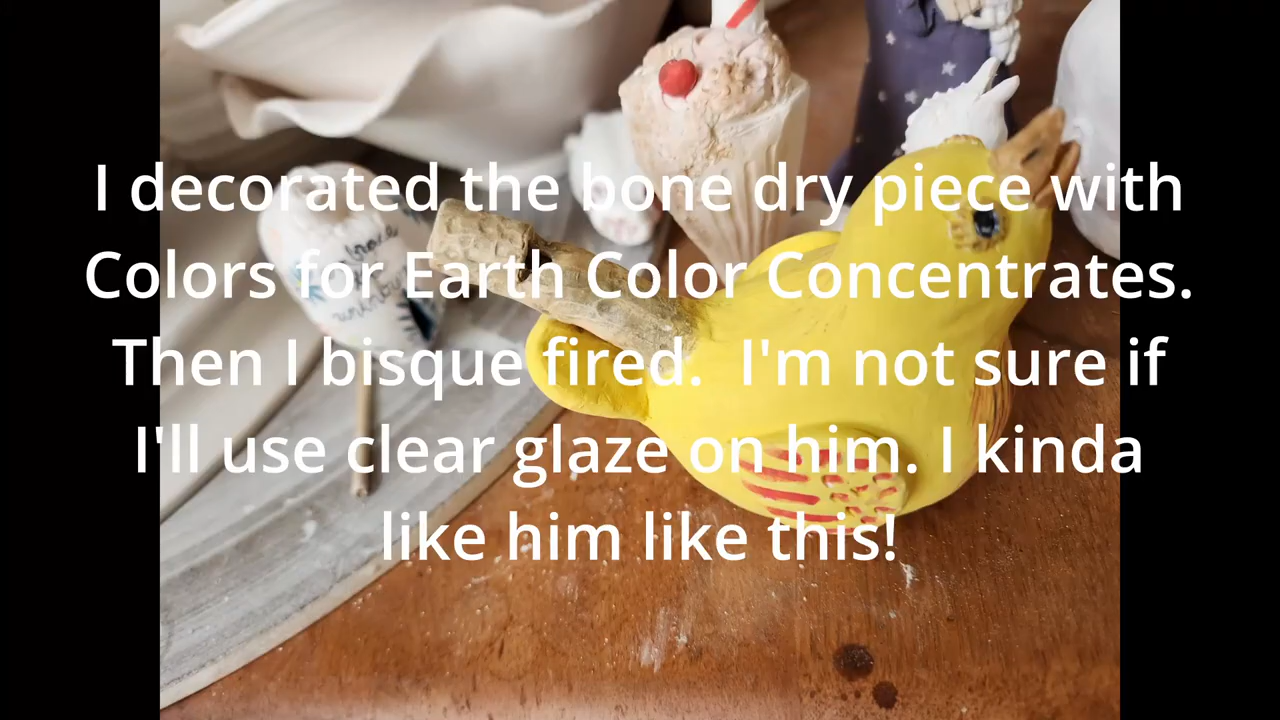 I decorated the bone dry piece with
Colors for Earth Color Concentrates.
Then I bisque fired.  I'm not sure if
I'll use clear glaze on him. I kinda
like him like this!